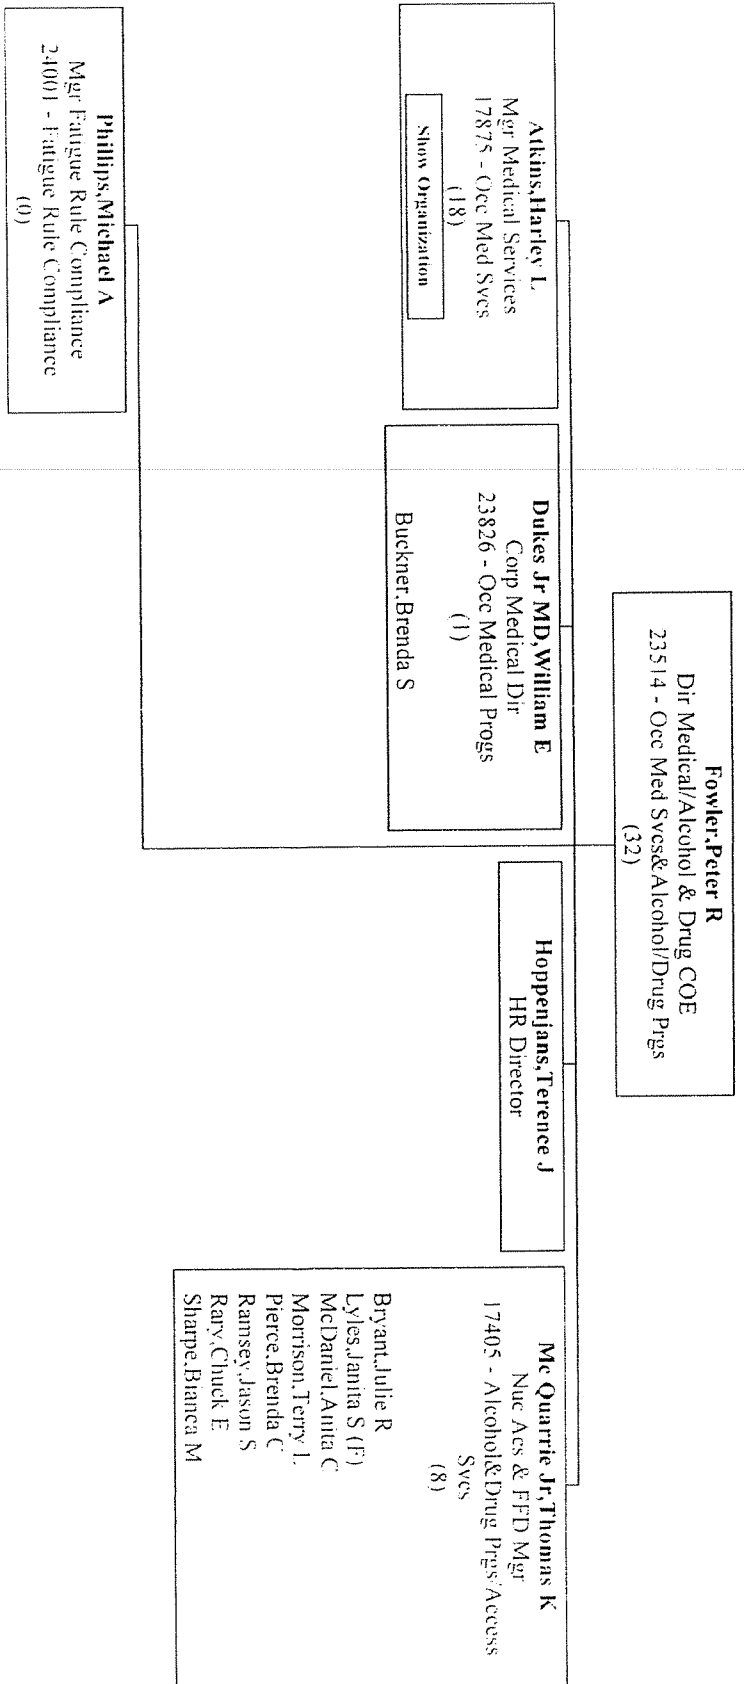 Fowler,Peter R
Dir Medical/Alcohol & Drug COE
23514 - Occ Med Svcs&Alcohol/Drug Prgs
(32)
Atkins,Harley L
Mgr Medical Services
17875 - Occ Med Svcs
(18)
Show Organization
Dukes Jr MD,William E
Corp Medical Dir
23826 - Occ Medical Progs
(1)
Buckner,Brenda S
Hoppenjans,Terence J
HR Director
Mc Quarrie Jr,Thomas K
Nuc Acs & FFD Mgr
17405 - Alcohol&Drug Prgs/Access
Svcs
(8)
Bryant,Julie R
Lyles,Janita S (F)
McDaniel,Anita C
Morrison,Terry L
Pierce,Brenda C
Ramsey,Jason S
Rary,Chuck E
Sharpe,Bianca M
Phillips,Michael A
Mgr Fatigue Rule Compliance
24001 - Fatigue Rule Compliance
(0)